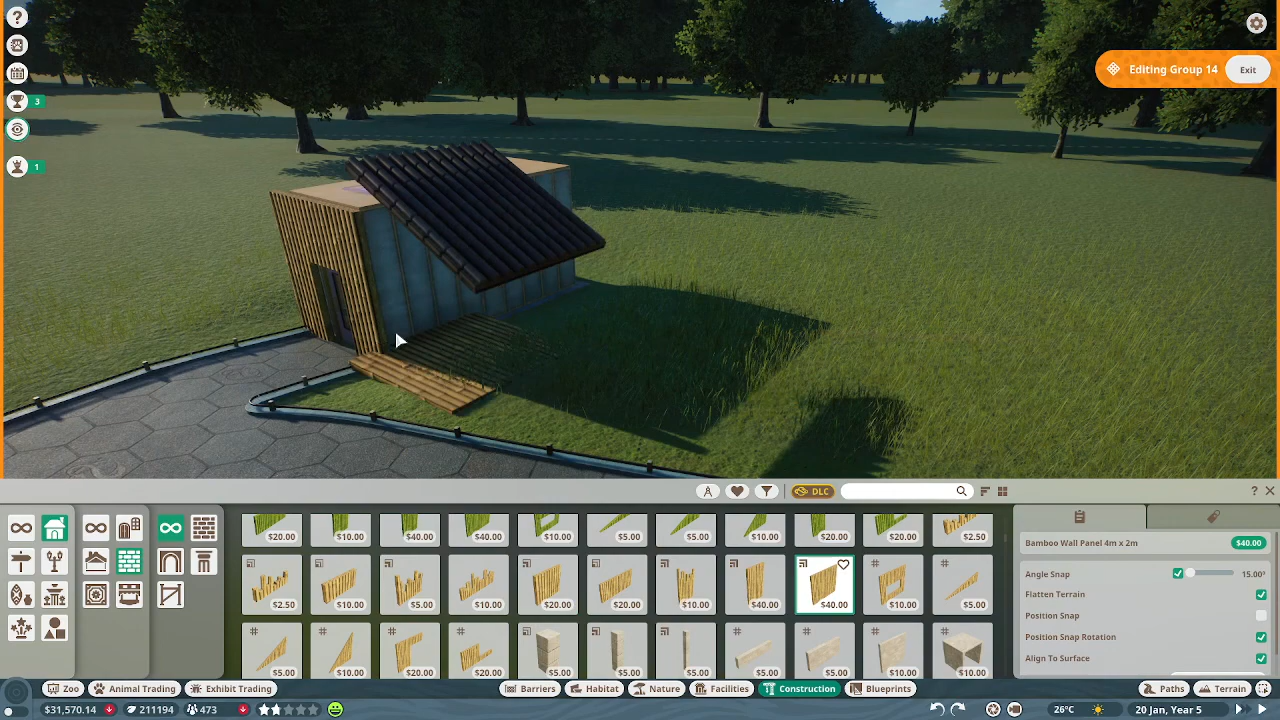 ?
3
1
Editing Group 14 Exit
DLC
? ×
$20.00 $10.00 $40.00 $40.00 $10.00 $5.00 $5.00 $10.00 $20.00 $20.00 $2.50
$2.50 $10.00 $5.00 $10.00 $20.00 $20.00 $10.00 $40.00 $40.00 $10.00 $5.00
$5.00 $5.00 $20.00 $20.00 $10.00 $5.00 $5.00 $5.00 $5.00 $10.00 $10.00
Bamboo Wall Panel 4m x 2m $40.00
Angle Snap 15.00°
Flatten Terrain
Position Snap
Position Snap Rotation
Align To Surface
Zoo Animal Trading Exhibit Trading Barriers Habitat Nature Facilities Construction Blueprints Paths Terrain
$31,570.14 211194 473 26°C 20 Jan, Year 5